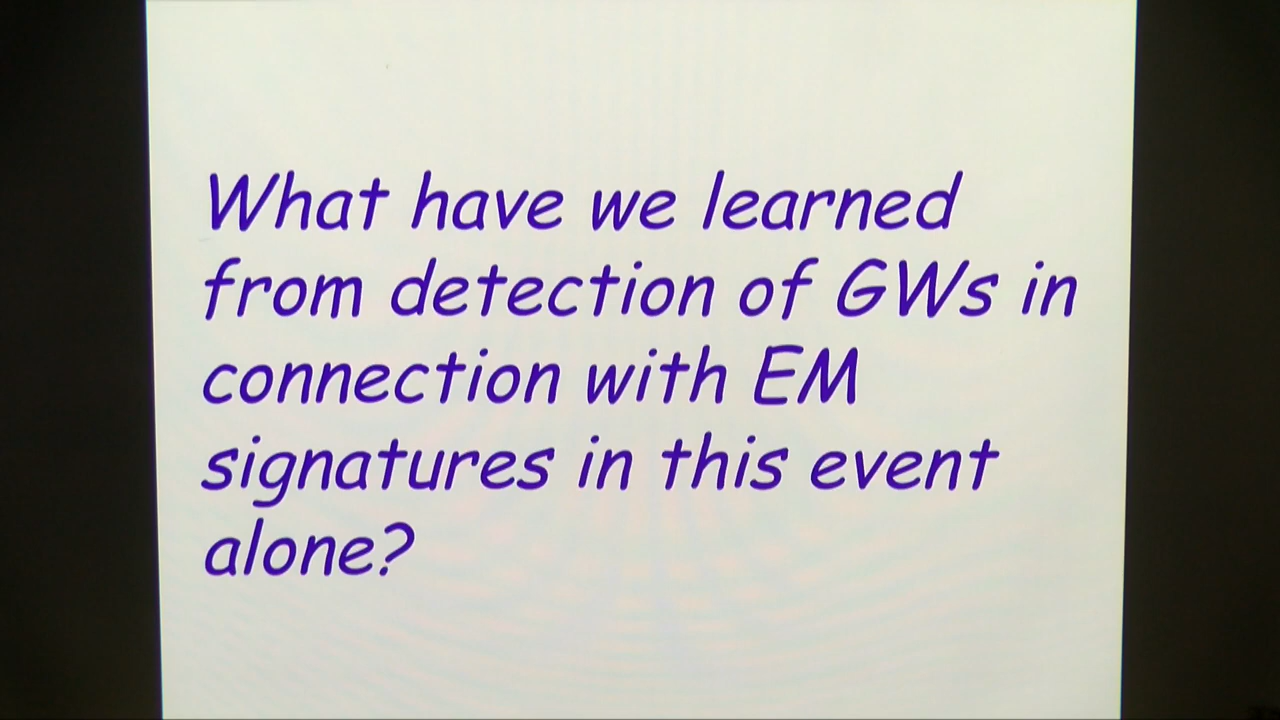 What have we learned
from detection of GWs in
connection with EM
signatures in this event
alone?